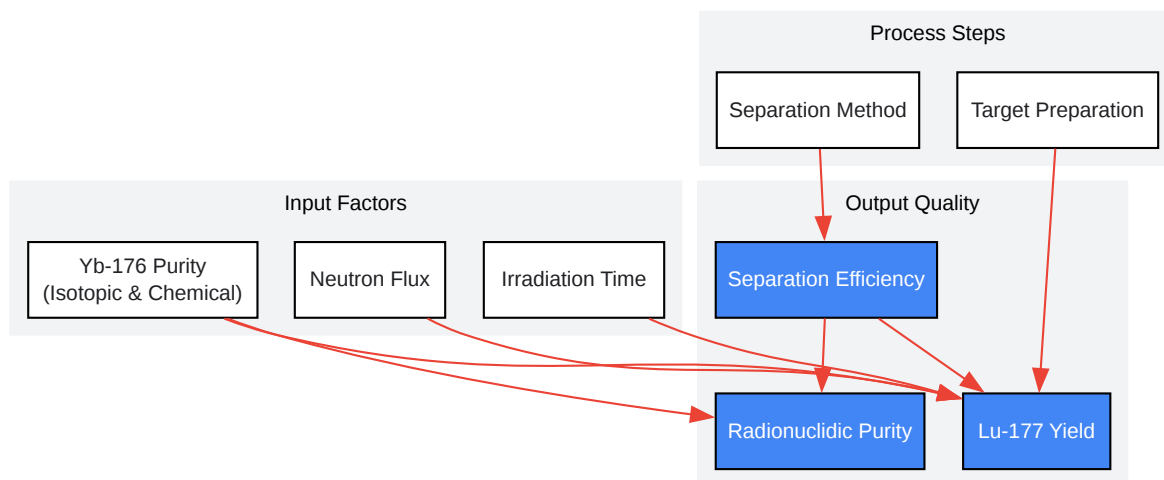 Process Steps
Separation Method
Target Preparation
Input Factors
Yb-176 Purity
(Isotopic & Chemical)
Neutron Flux
Irradiation Time
Output Quality
Separation Efficiency
Radionuclidic Purity
Lu-177 Yield